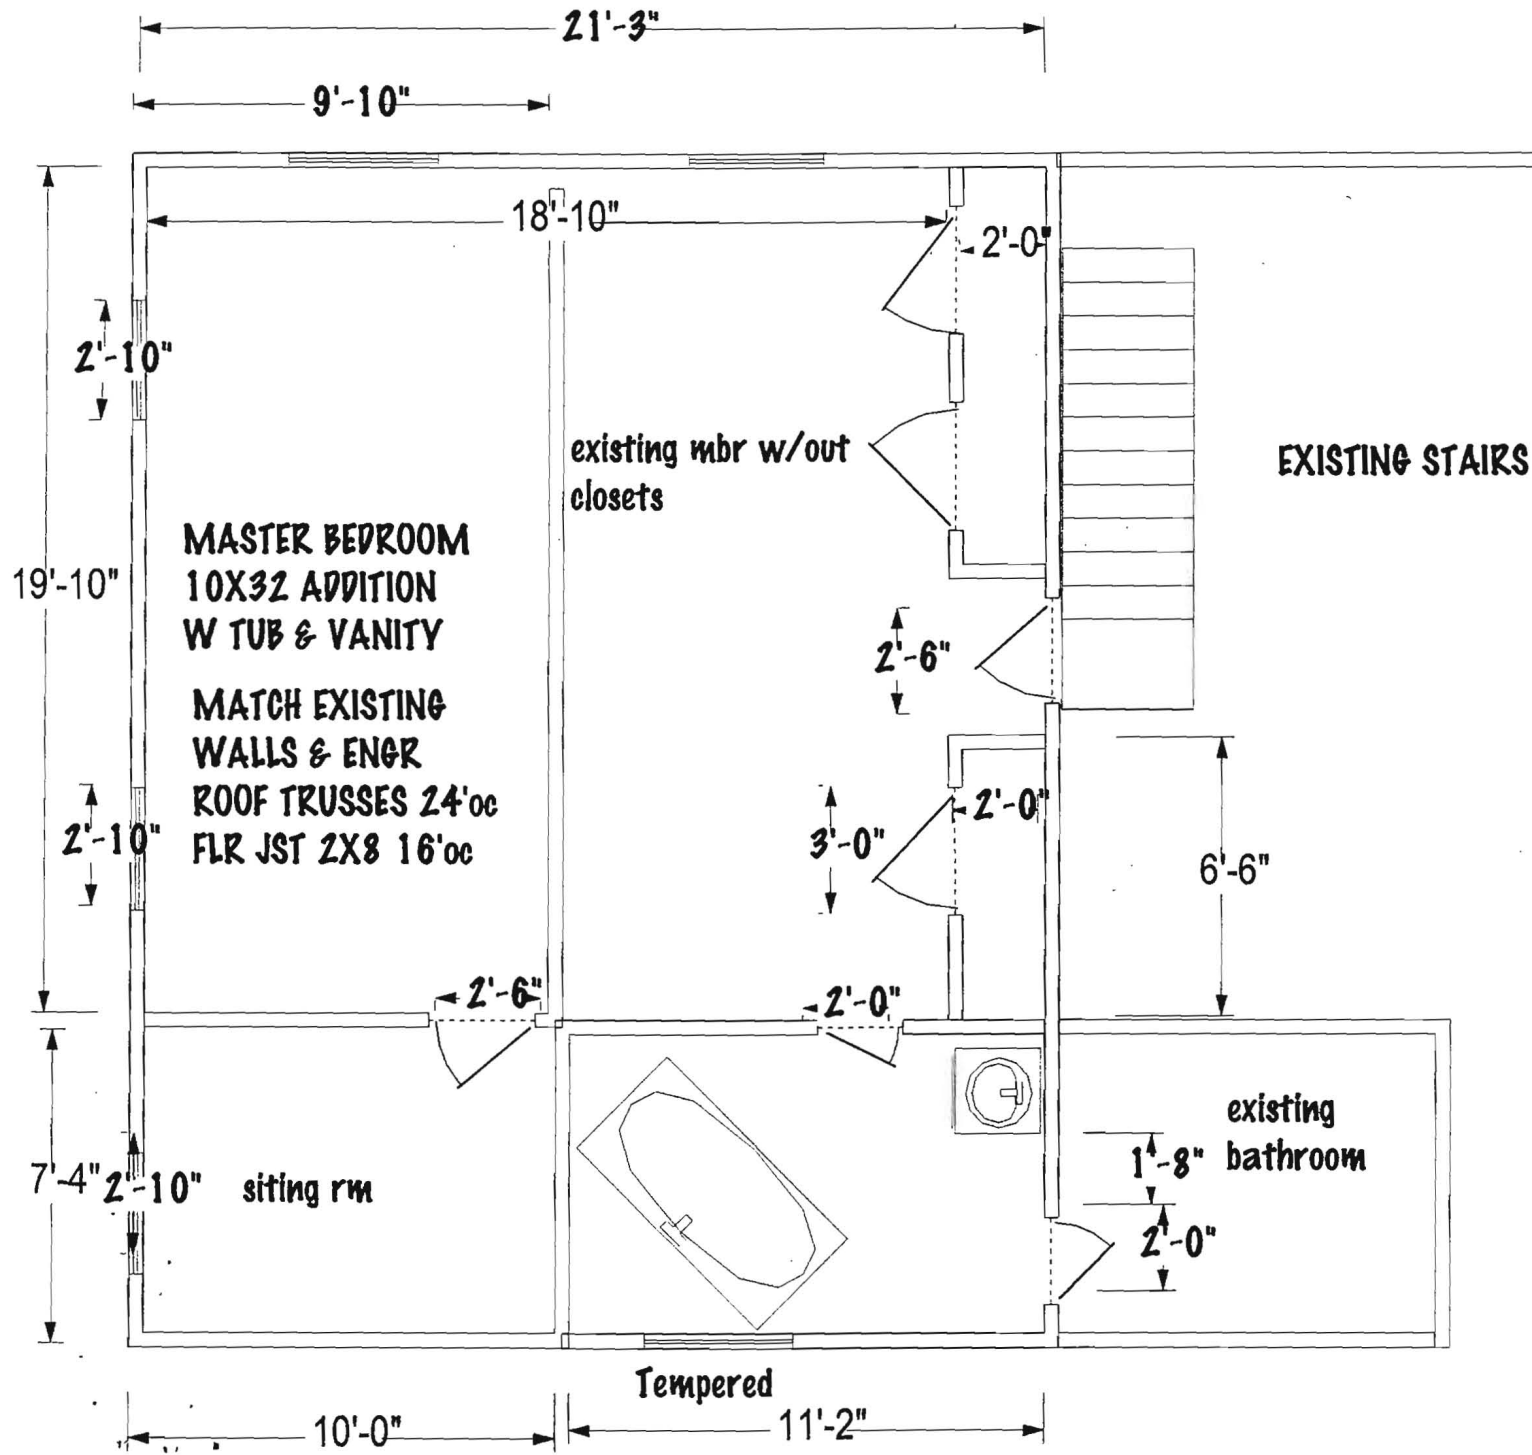 21'-3"
9'-10"
18'-10"
2'-0"
2'-10"
existing mbr w/out
closets
EXISTING STAIRS
MASTER BEDROOM
10X32 ADDITION
W TUB & VANITY
19'-10"
2'-6"
MATCH EXISTING
WALLS & ENGR
ROOF TRUSSES 24'oc
FLR JST 2X8 16'oc
2'-10"
3'-0"
2'-0"
6'-6"
2'-6"
2'-0"
existing
bathroom
1'-8"
7'-4"
2'-10"
siting rm
2'-0"
Tempered
10'-0"
11'-2"